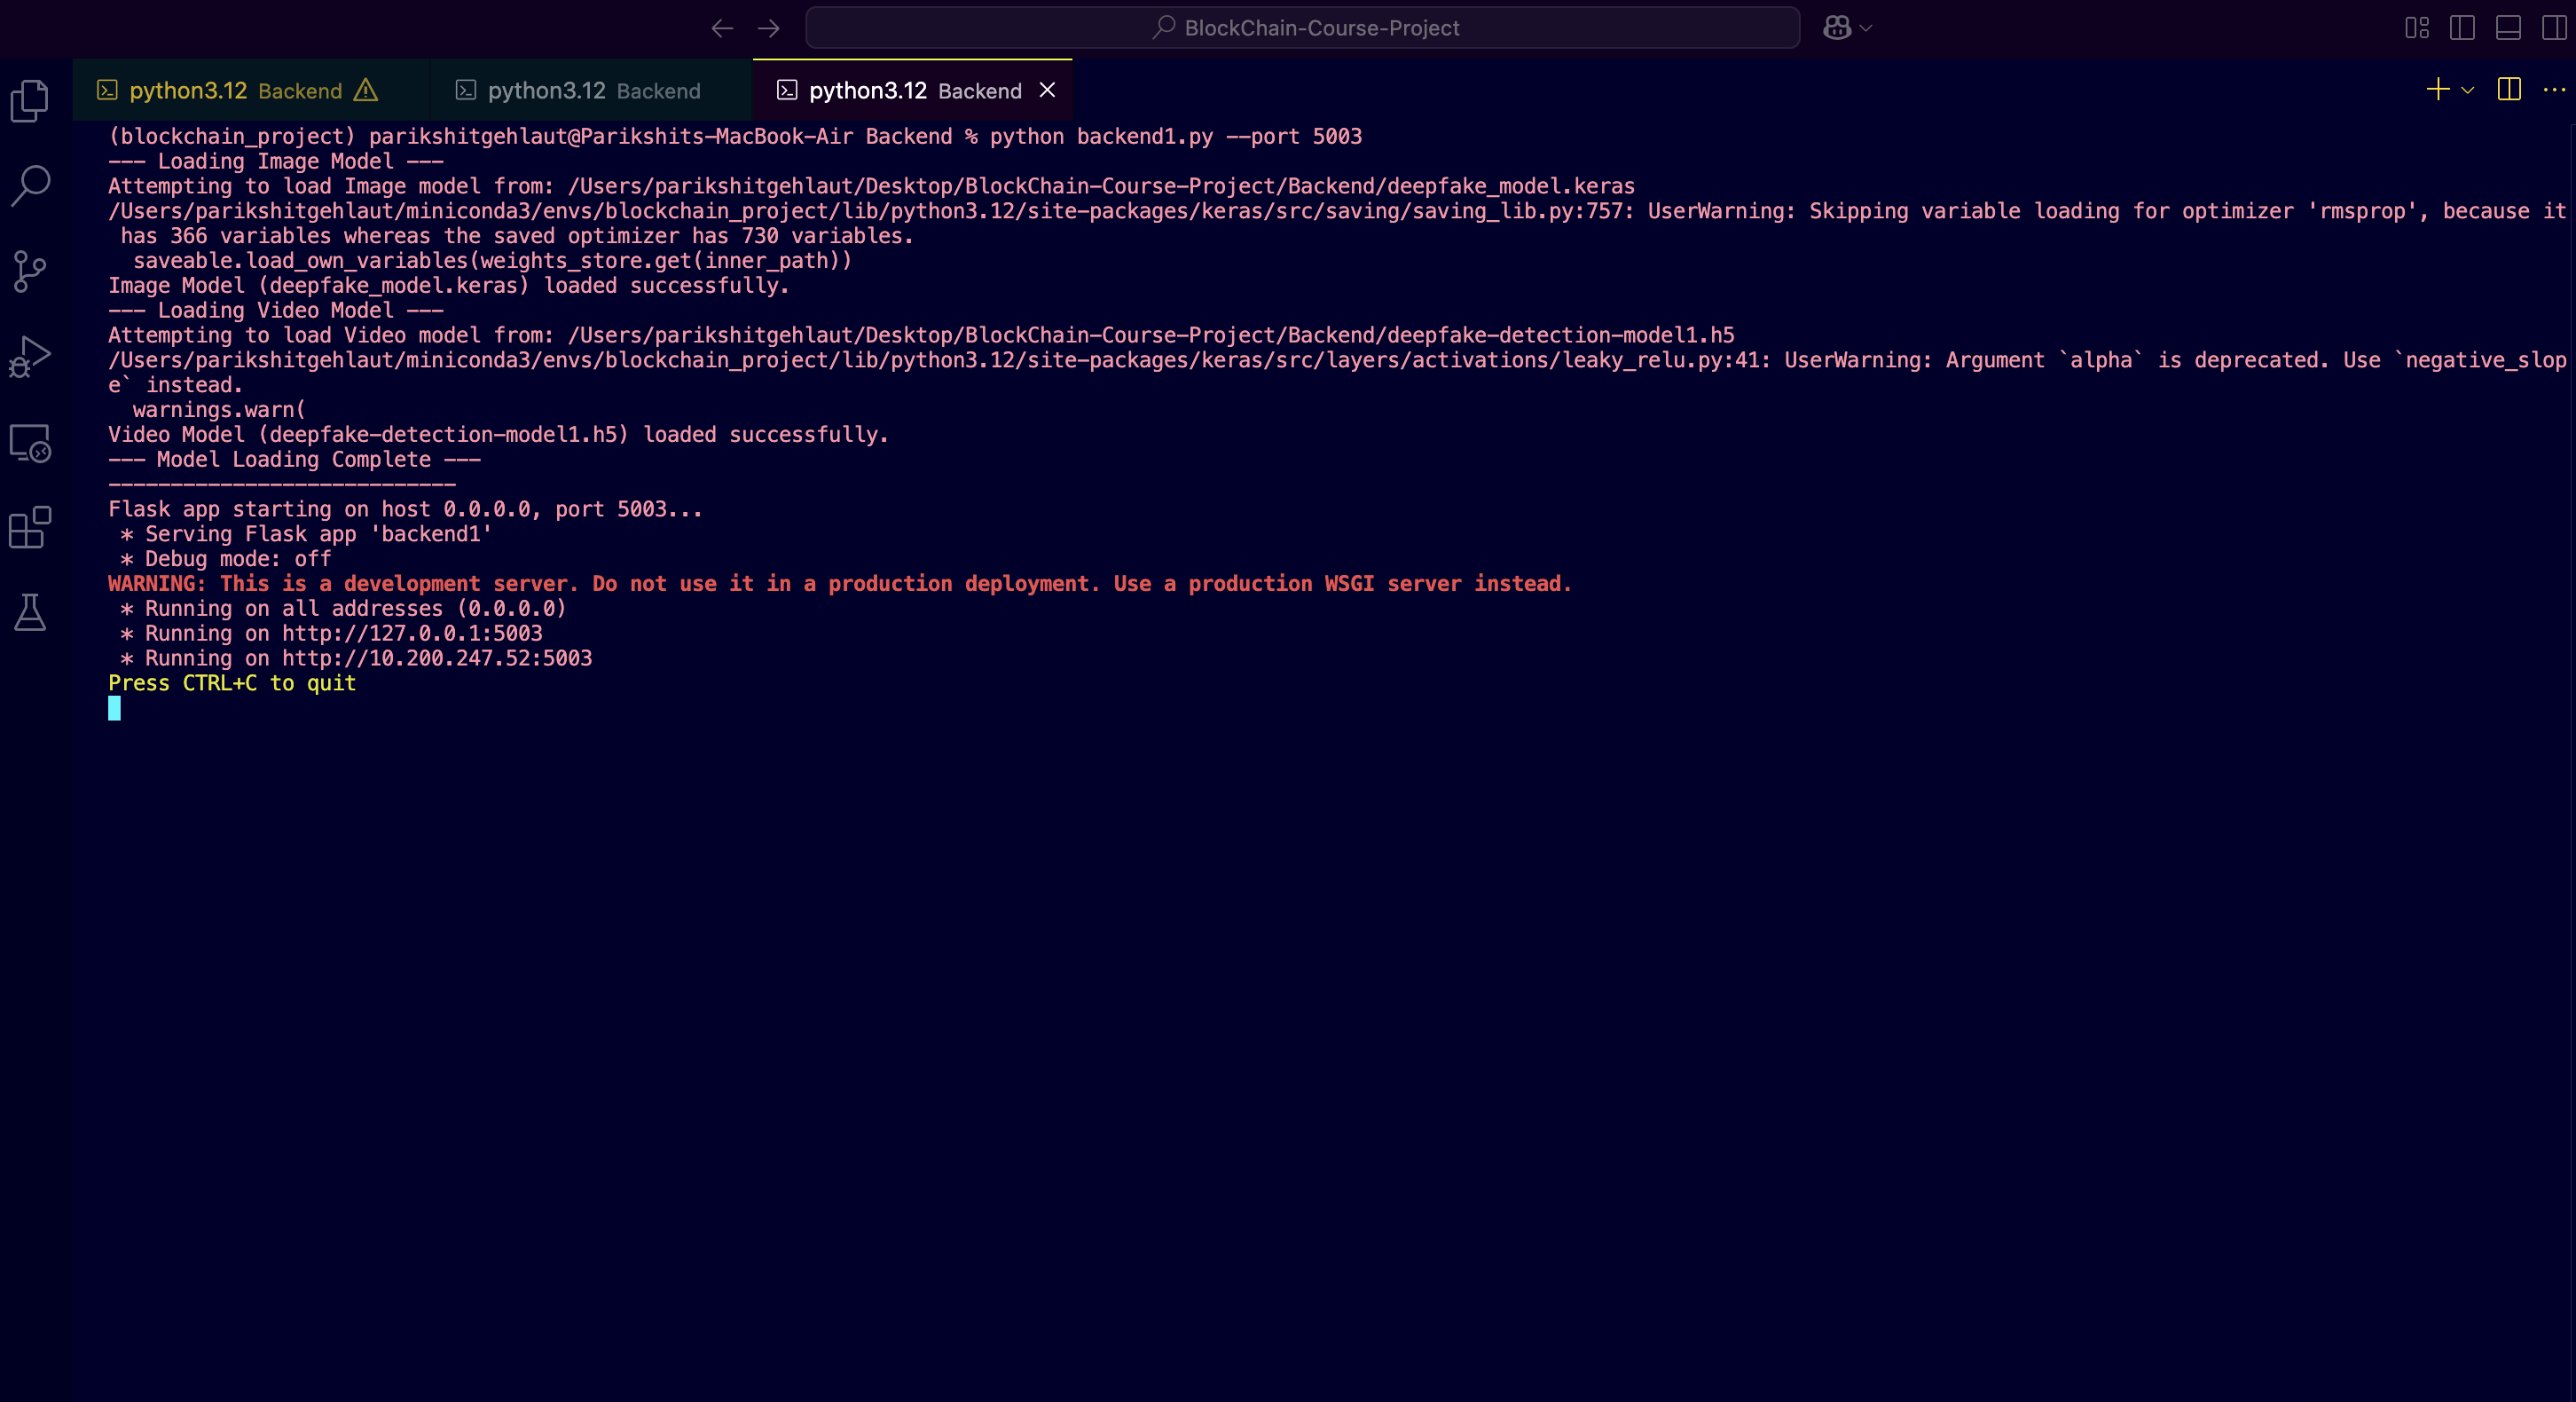 BlockChain-Course-Project
python3.12 Backend
python3.12 Backend
python3.12 Backend
(blockchain_project) parikshitgehlaut@Parikshits-MacBook-Air Backend % python backend1.py --port 5003
--- Loading Image Model ---
Attempting to load Image model from: /Users/parikshitgehlaut/Desktop/BlockChain-Course-Project/Backend/deepfake_model.keras
/Users/parikshitgehlaut/miniconda3/envs/blockchain_project/lib/python3.12/site-packages/keras/src/saving/saving_lib.py:757: UserWarning: Skipping variable loading for optimizer 'rmsprop', because it
 has 366 variables whereas the saved optimizer has 730 variables.
  saveable.load_own_variables(weights_store.get(inner_path))
Image Model (deepfake_model.keras) loaded successfully.
--- Loading Video Model ---
Attempting to load Video model from: /Users/parikshitgehlaut/Desktop/BlockChain-Course-Project/Backend/deepfake-detection-model1.h5
/Users/parikshitgehlaut/miniconda3/envs/blockchain_project/lib/python3.12/site-packages/keras/src/layers/activations/leaky_relu.py:41: UserWarning: Argument `alpha` is deprecated. Use `negative_slop
e` instead.
  warnings.warn(
Video Model (deepfake-detection-model1.h5) loaded successfully.
--- Model Loading Complete ---
----------------------------
Flask app starting on host 0.0.0.0, port 5003...
 * Serving Flask app 'backend1'
 * Debug mode: off
WARNING: This is a development server. Do not use it in a production deployment. Use a production WSGI server instead.
 * Running on all addresses (0.0.0.0)
 * Running on http://127.0.0.1:5003
 * Running on http://10.200.247.52:5003
Press CTRL+C to quit